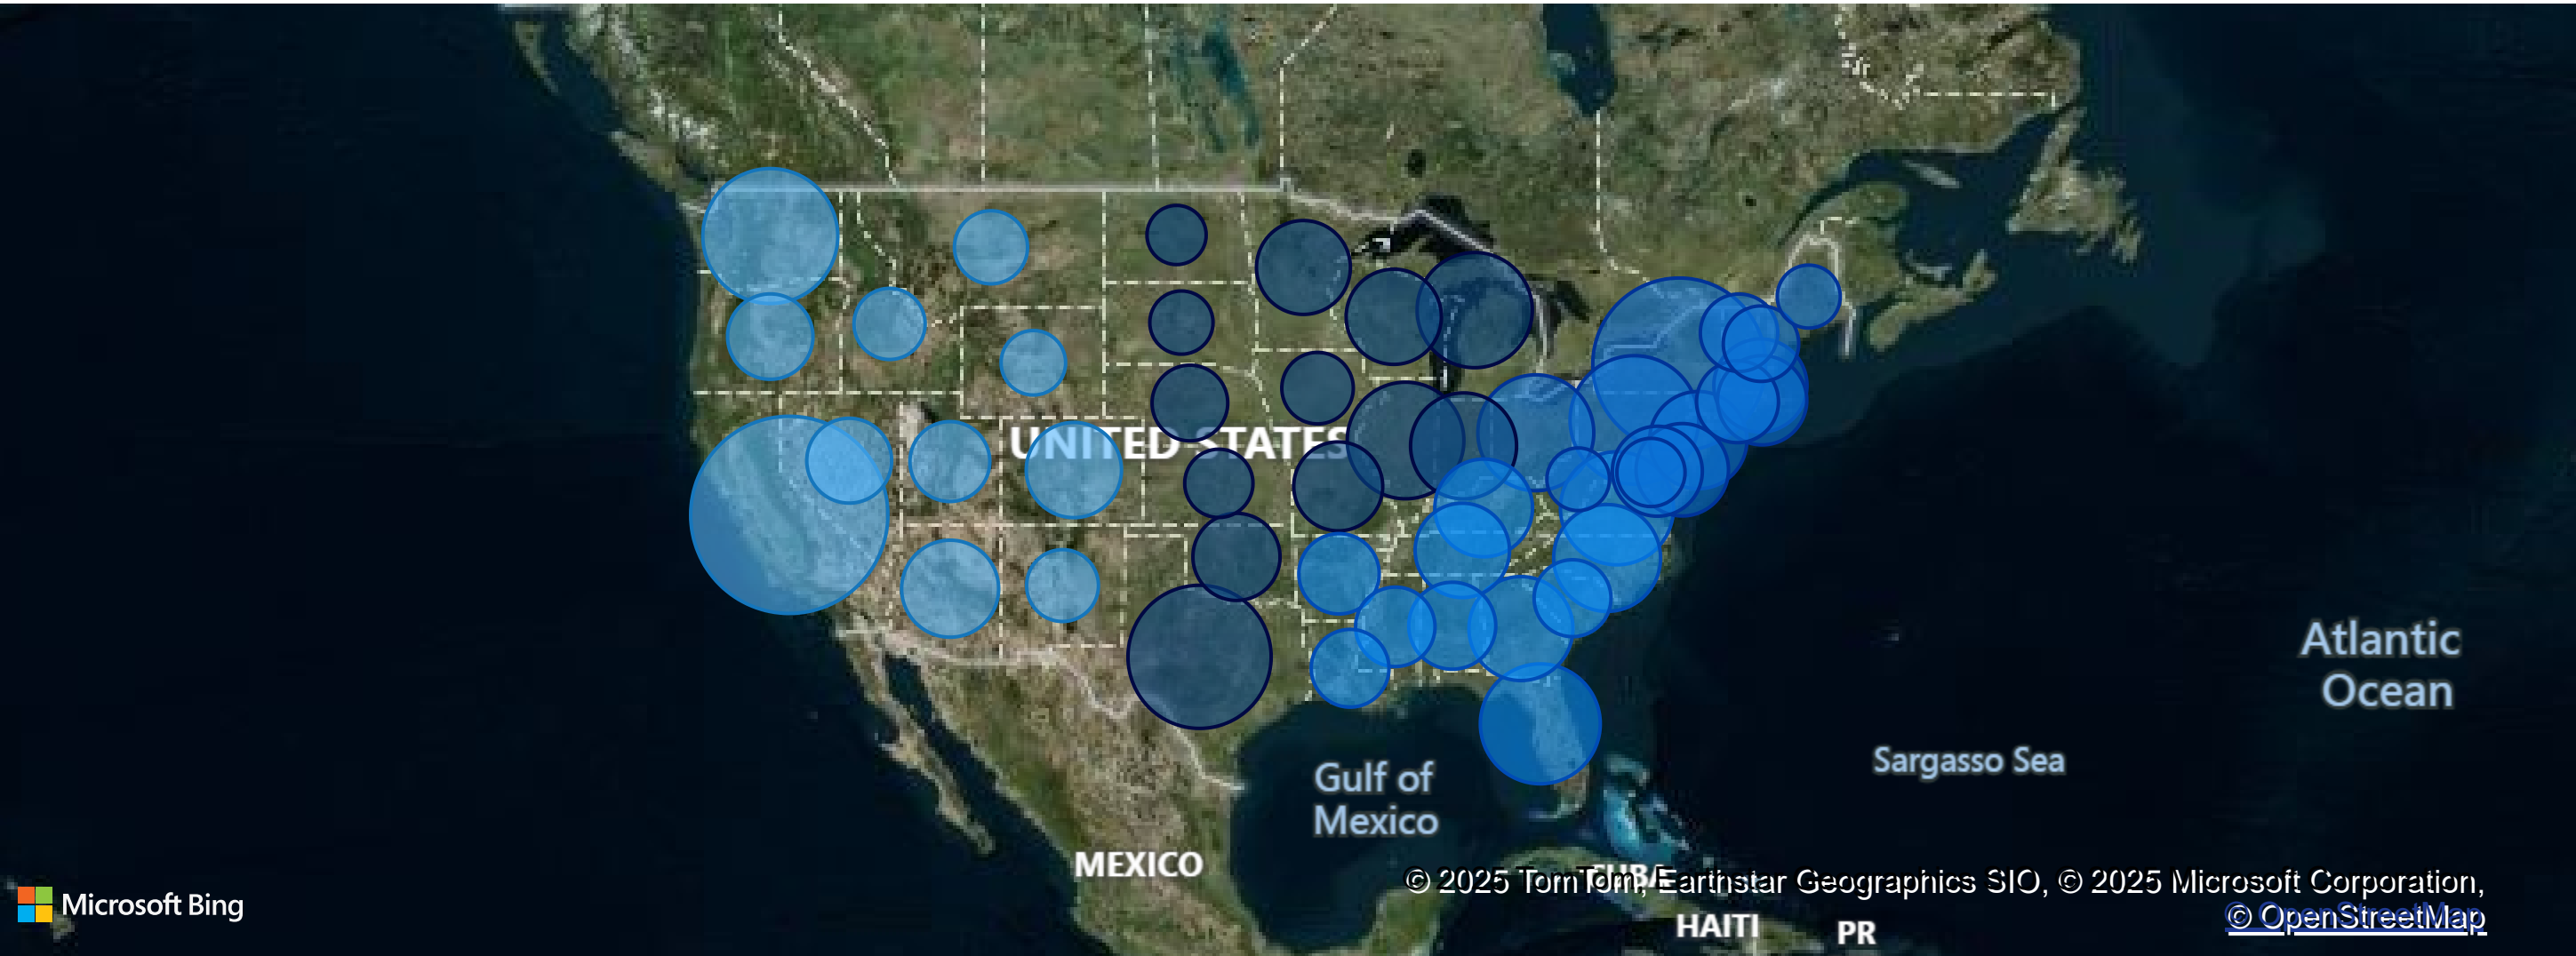 UNITED STATES
Atlantic
Ocean
Sargasso Sea
Gulf of
Mexico
MEXICO
CUBA
© 2025 TomTom, Earthstar Geographics SIO, © 2025 Microsoft Corporation,
© OpenStreetMap
Microsoft Bing
HAITI
PR